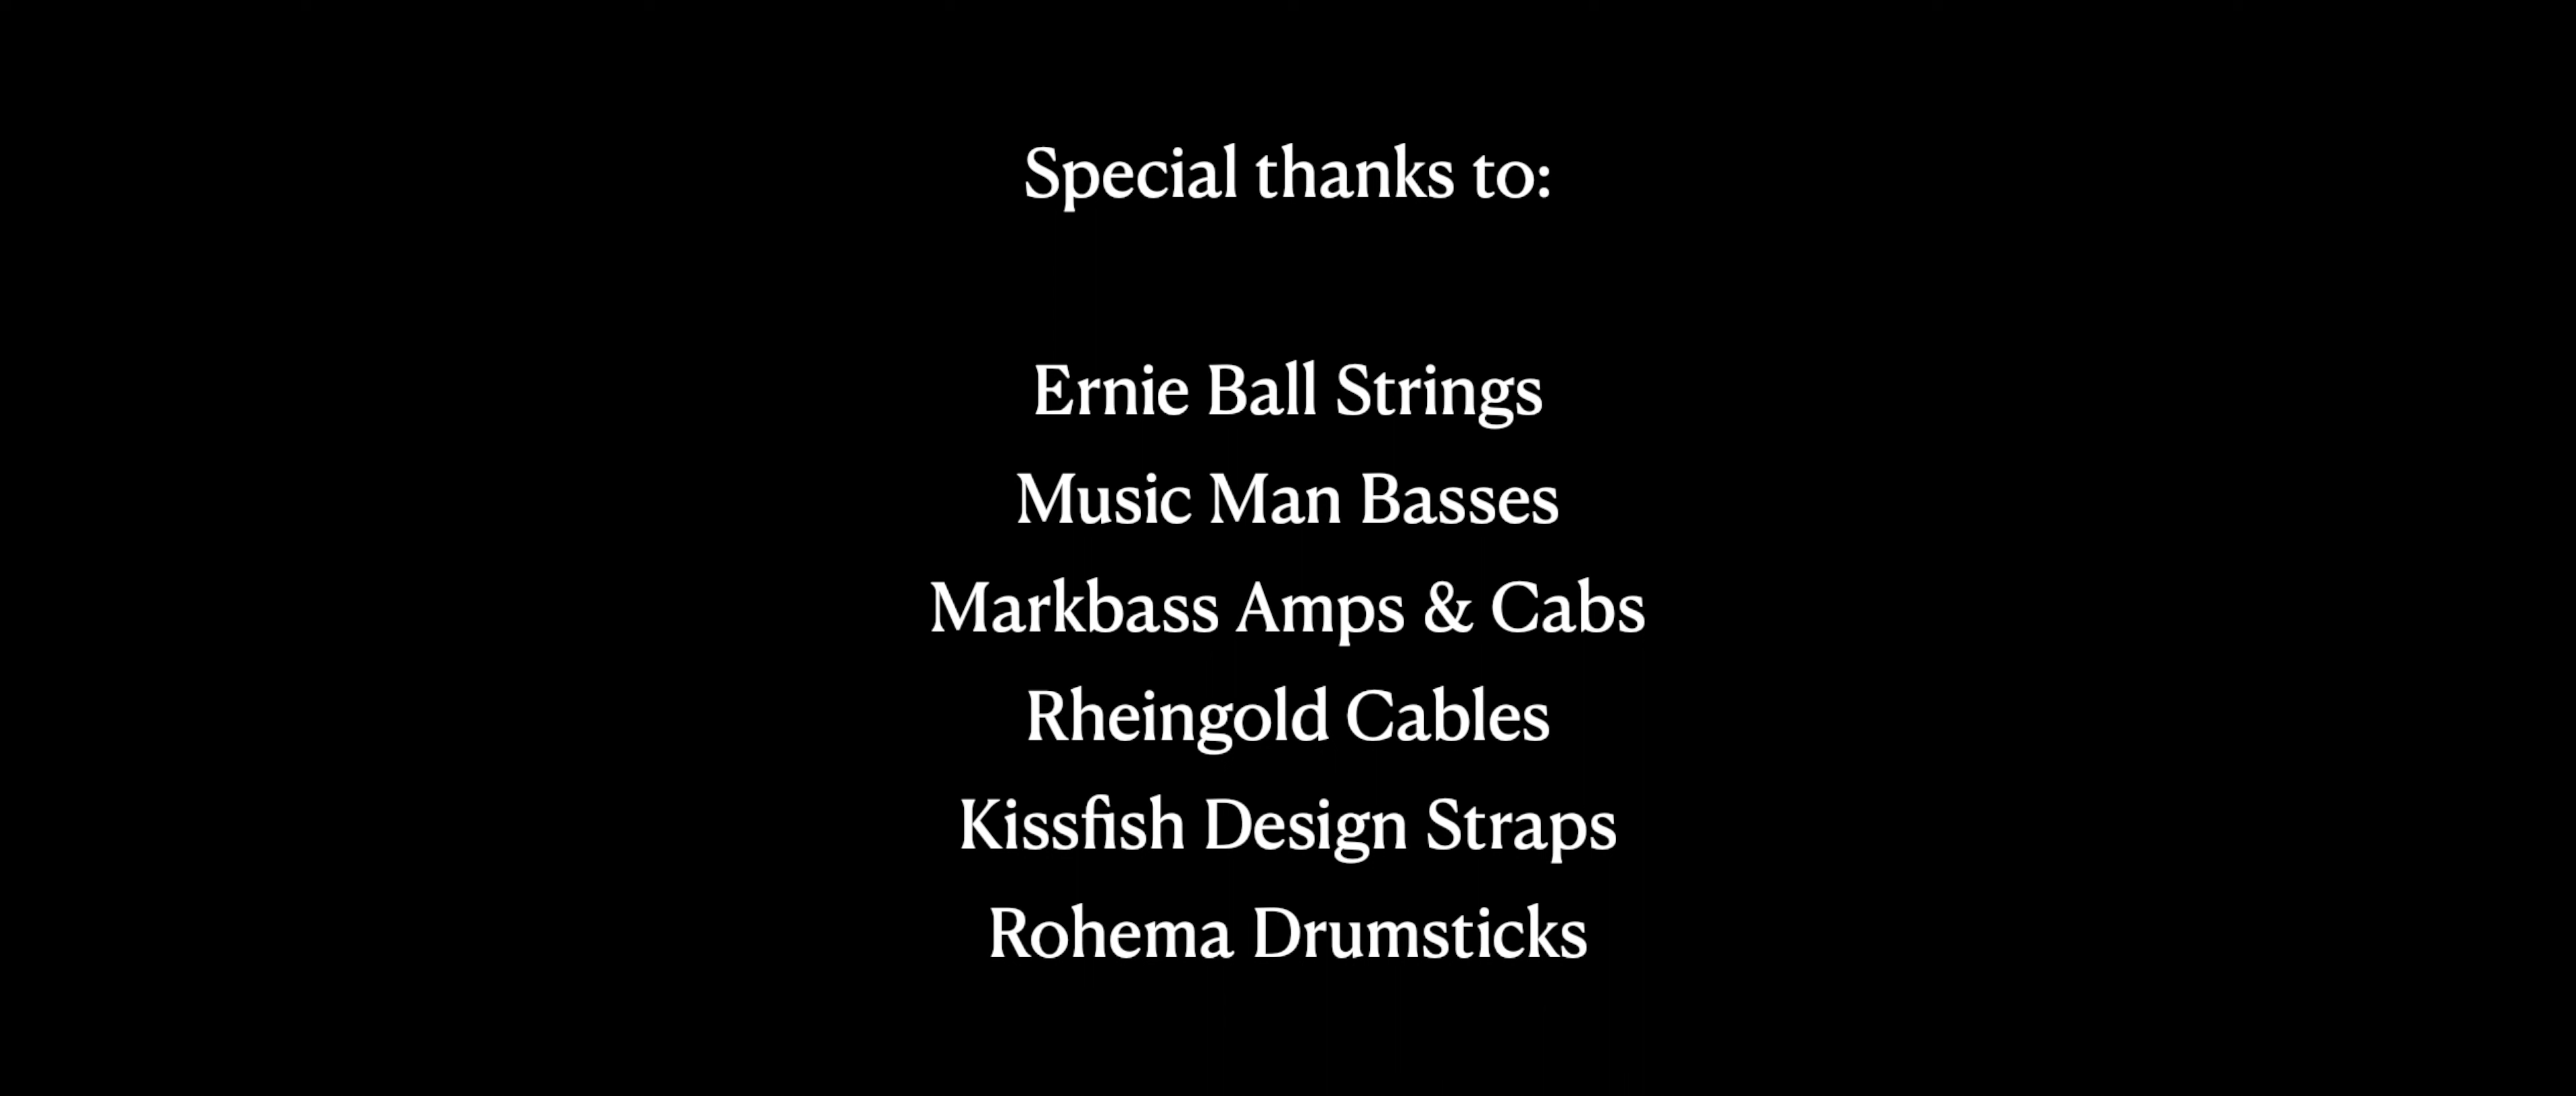 Special thanks to:
Ernie Ball Strings
Music Man Basses
Markbass Amps & Cabs
Rheingold Cables
Kissfish Design Straps
Rohema Drumsticks